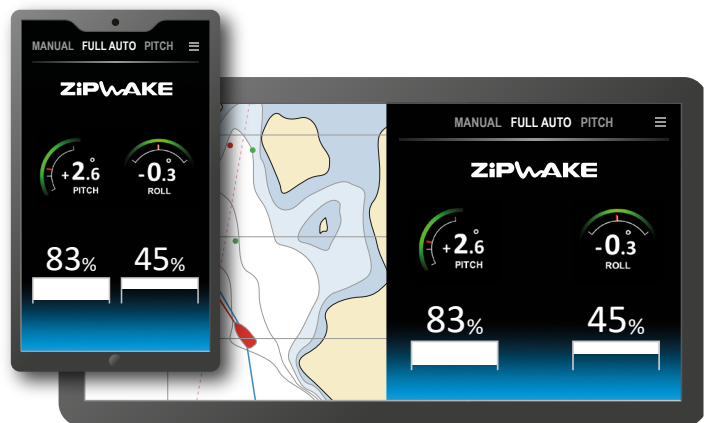 MANUAL FULL AUTO PITCH
ZIPWAKE
+2.6° -0.3°
PITCH ROLL
83% 45%
MANUAL FULL AUTO PITCH
ZIPWAKE
+2.6° -0.3°
PITCH ROLL
83% 45%